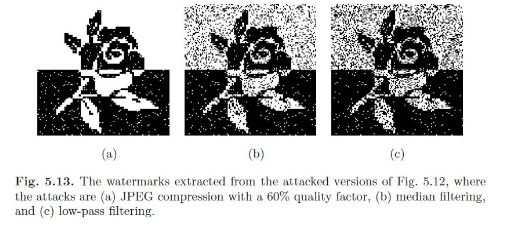 (a) (b) (c)
Fig. 5.13. The watermarks extracted from the attacked versions of Fig. 5.12, where
the attacks are (a) JPEG compression with a 60% quality factor, (b) median filtering,
and (c) low-pass filtering.